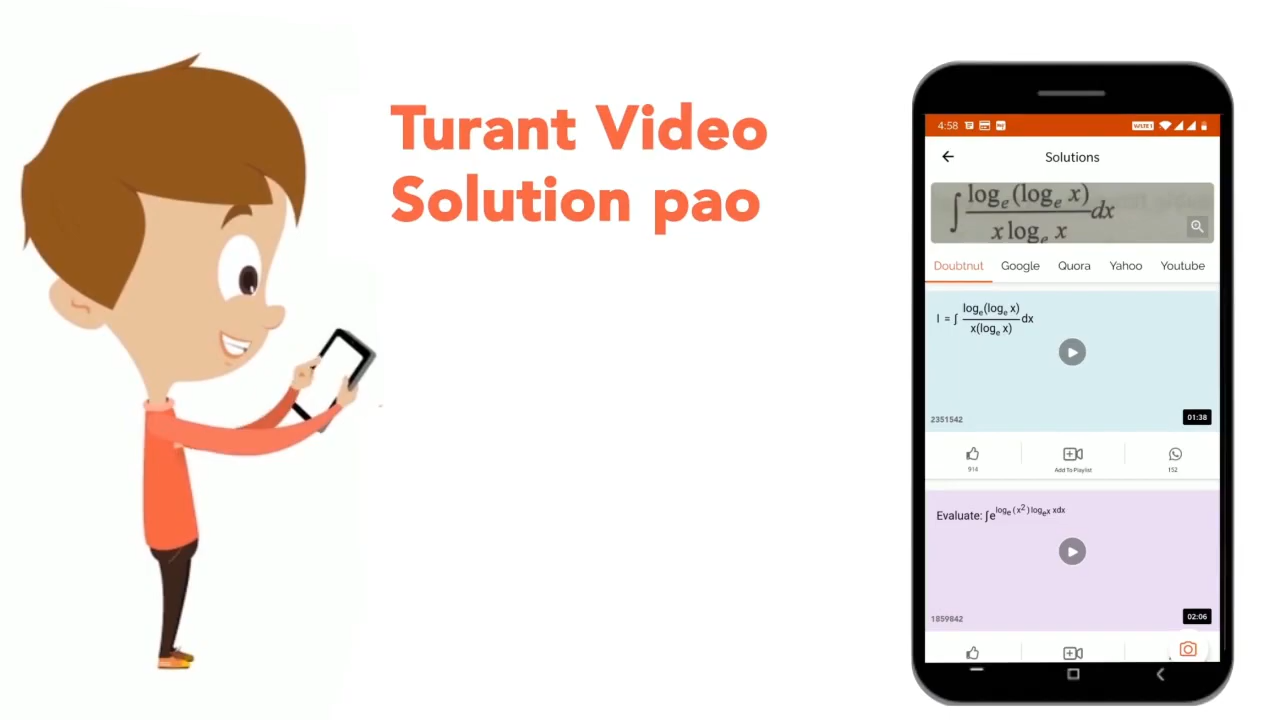 Turant Video
Solution pao
4:58
VoLTE1
Solutions
∫ logₑ(logₑ x) / x logₑ x dx
Doubtnut Google Quora Yahoo Youtube
I = ∫ logₑ(logₑ x) / x(logₑ x) dx
2351542 01:38
914 Add To Playlist 152
Evaluate: ∫e^logₑ(x²)logₑx xdx
1859842 02:06